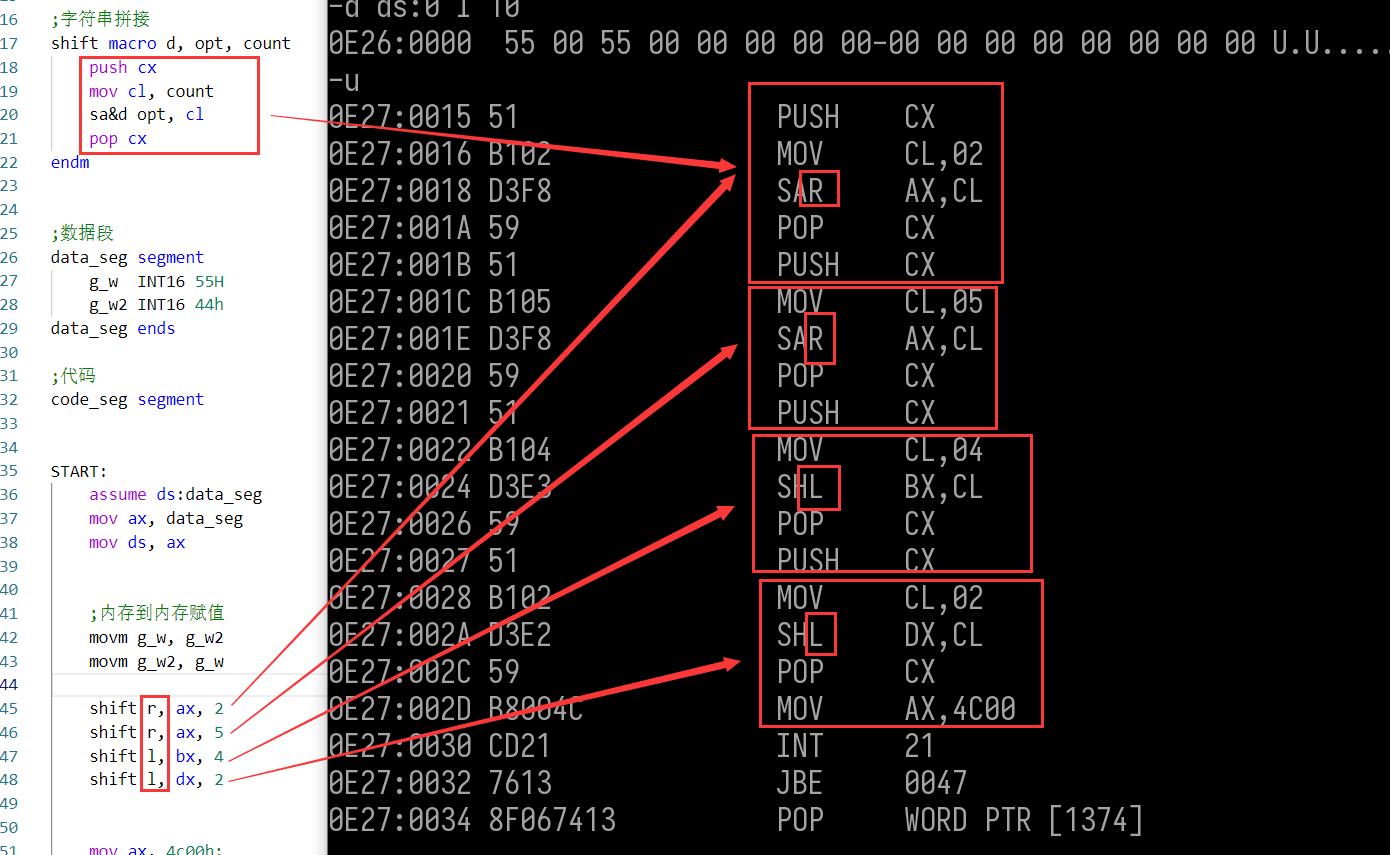 16 ;字符串拼接
17 shift macro d, opt, count
18 push cx
19 mov cl, count
20 sa&d opt, cl
21 pop cx
22 endm
23
24
25 ;数据段
26 data_seg segment
27 g_w INT16 55H
28 g_w2 INT16 44h
29 data_seg ends
30
31 ;代码
32 code_seg segment
33
34
35 START:
36 assume ds:data_seg
37 mov ax, data_seg
38 mov ds, ax
39
40
41 ;内存到内存赋值
42 movm g_w, g_w2
43 movm g_w2, g_w
44
45 shift r, ax, 2
46 shift r, ax, 5
47 shift l, bx, 4
48 shift l, dx, 2
49
50
51 mov ax, 4c00h;
-d ds:0 l 10
0E26:0000 55 00 55 00 00 00 00 00-00 00 00 00 00 00 00 00 U.U.....
-u
0E27:0015 51 PUSH CX
0E27:0016 B102 MOV CL,02
0E27:0018 D3F8 SAR AX,CL
0E27:001A 59 POP CX
0E27:001B 51 PUSH CX
0E27:001C B105 MOV CL,05
0E27:001E D3F8 SAR AX,CL
0E27:0020 59 POP CX
0E27:0021 51 PUSH CX
0E27:0022 B104 MOV CL,04
0E27:0024 D3E3 SHL BX,CL
0E27:0026 59 POP CX
0E27:0027 51 PUSH CX
0E27:0028 B102 MOV CL,02
0E27:002A D3E2 SHL DX,CL
0E27:002C 59 POP CX
0E27:002D B8004C MOV AX,4C00
0E27:0030 CD21 INT 21
0E27:0032 7613 JBE 0047
0E27:0034 8F067413 POP WORD PTR [1374]